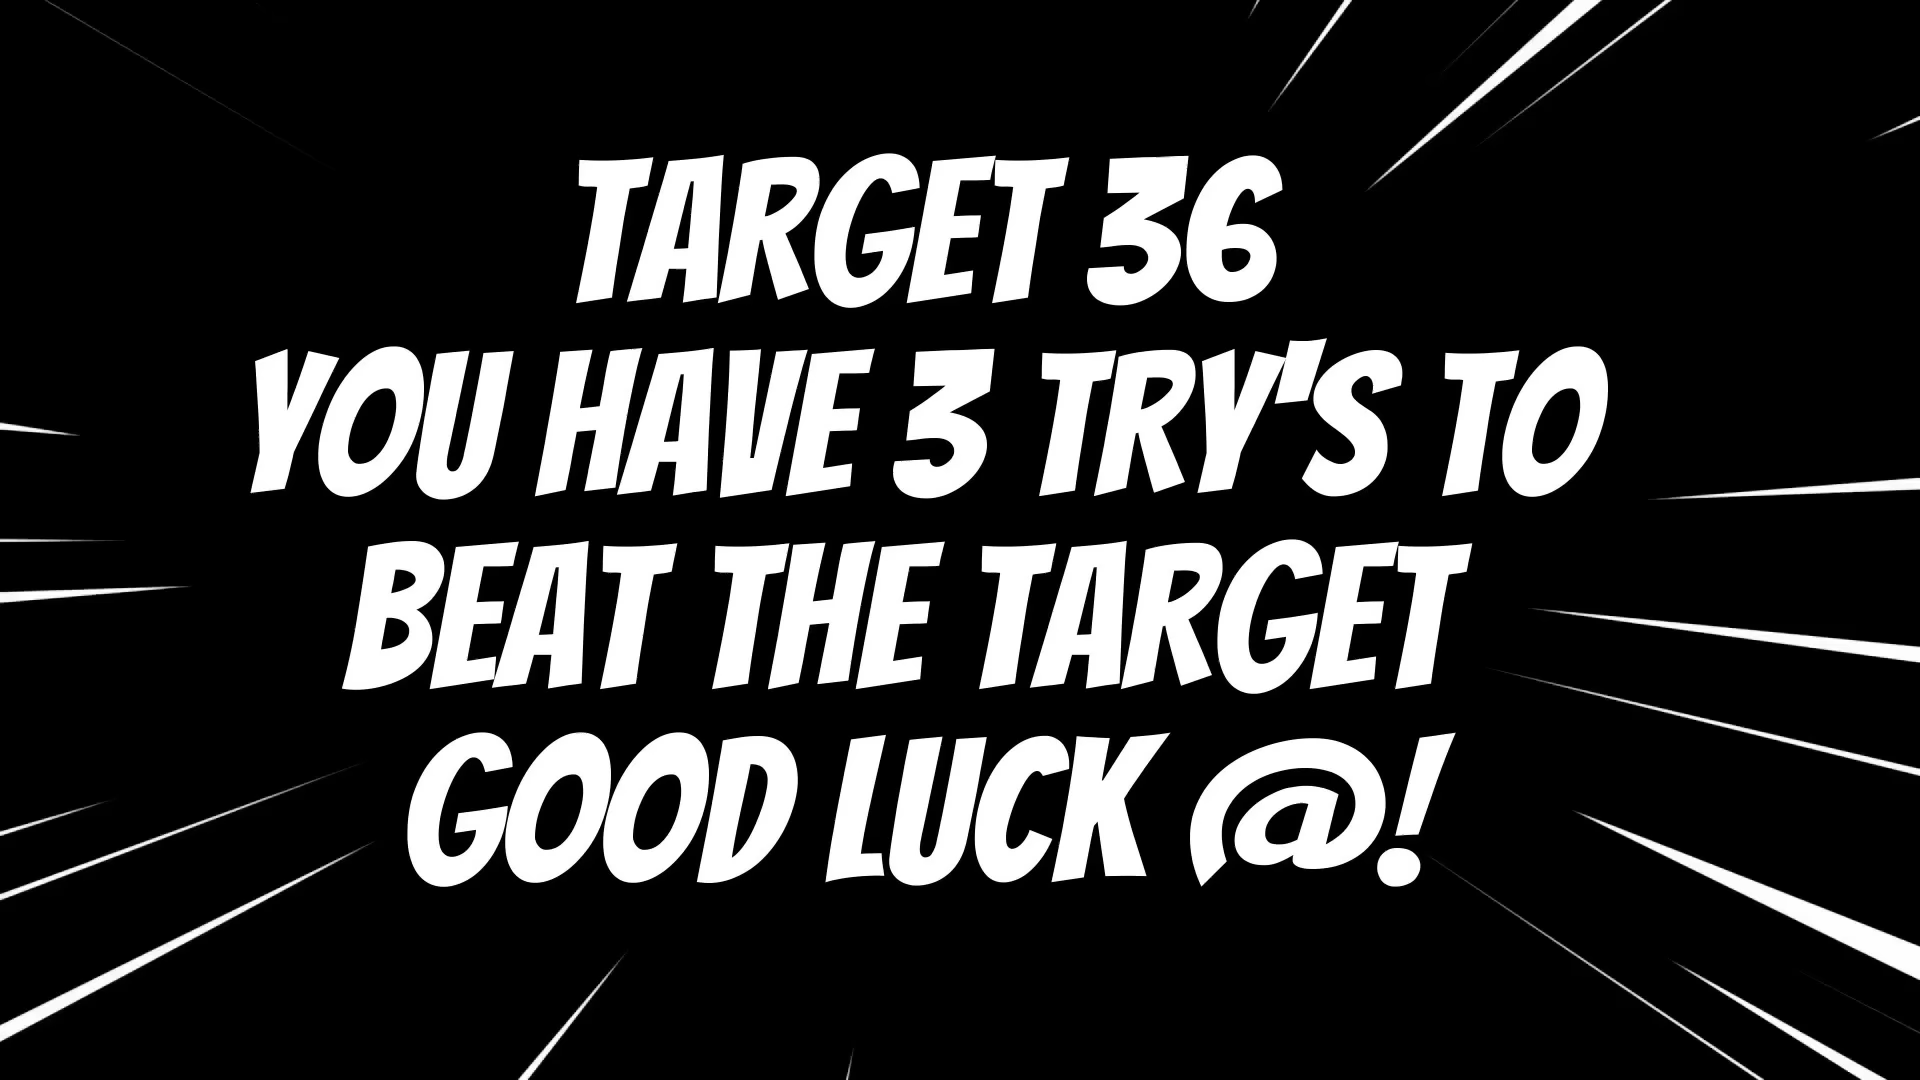 TARGET 36
YOU HAVE 3 TRY'S TO
BEAT THE TARGET
GOOD LUCK @!